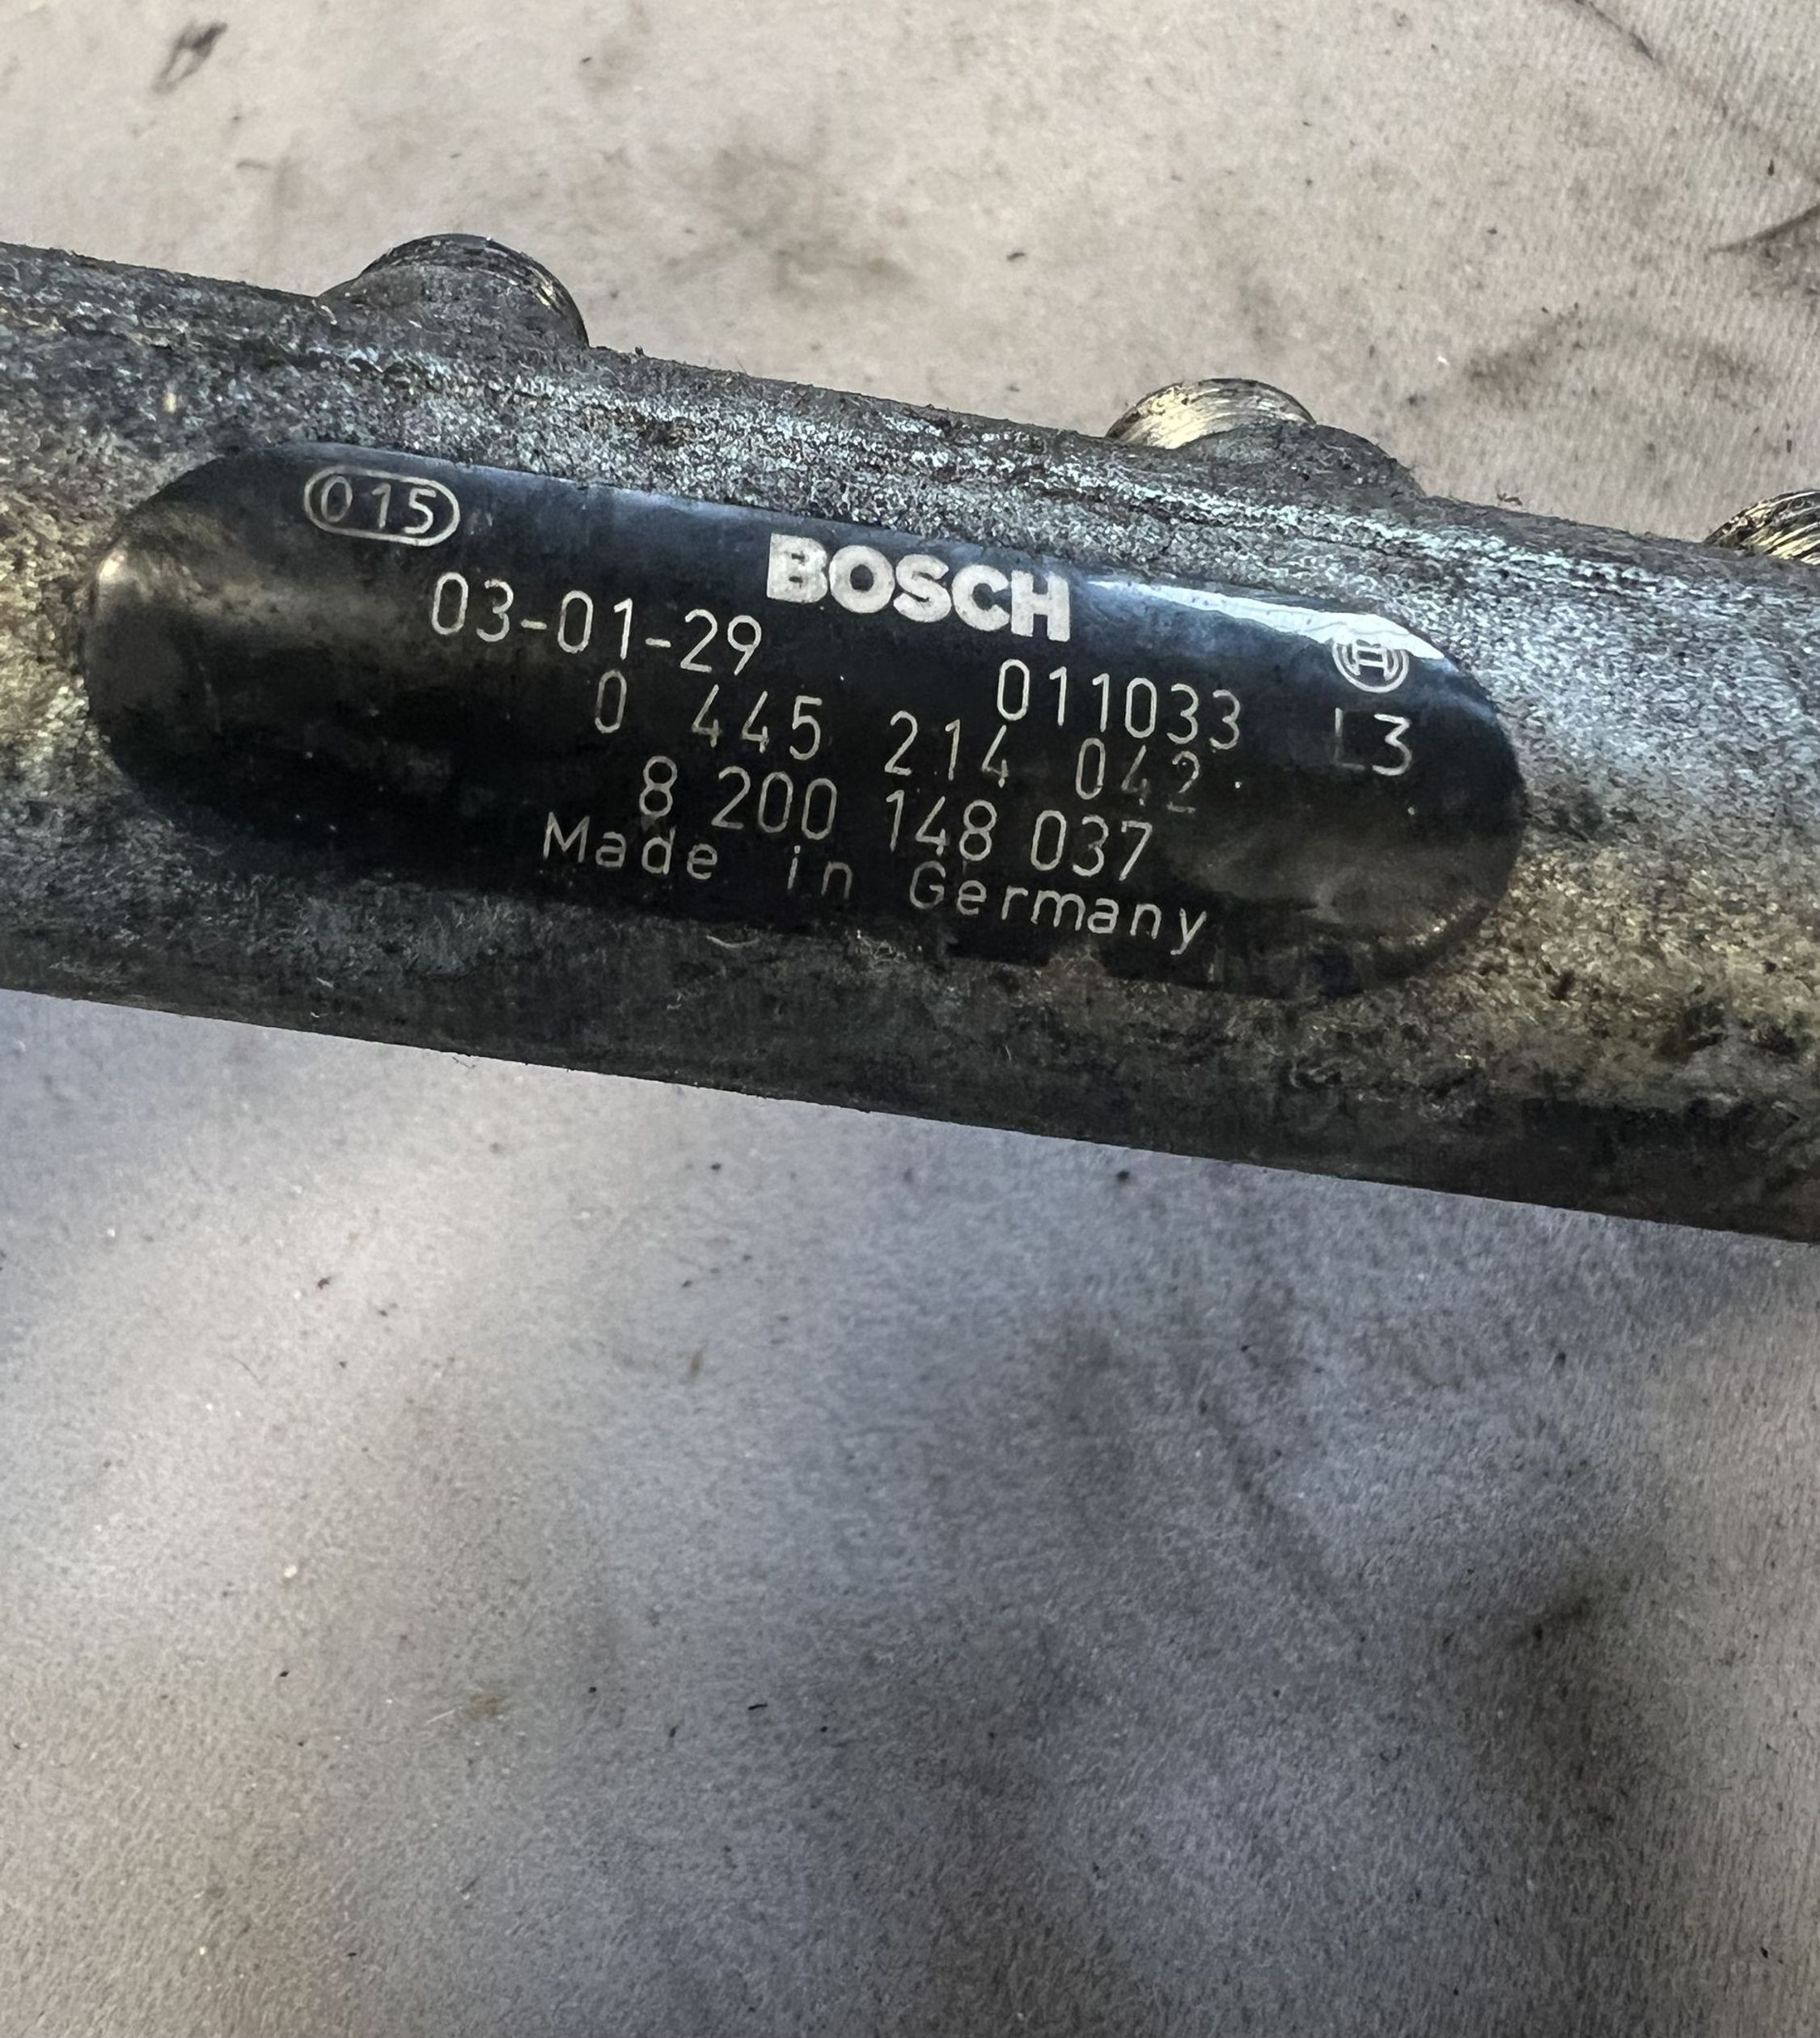 015
BOSCH
03-01-29 011033
0 445 214 042 L3
8 200 148 037
Made in Germany